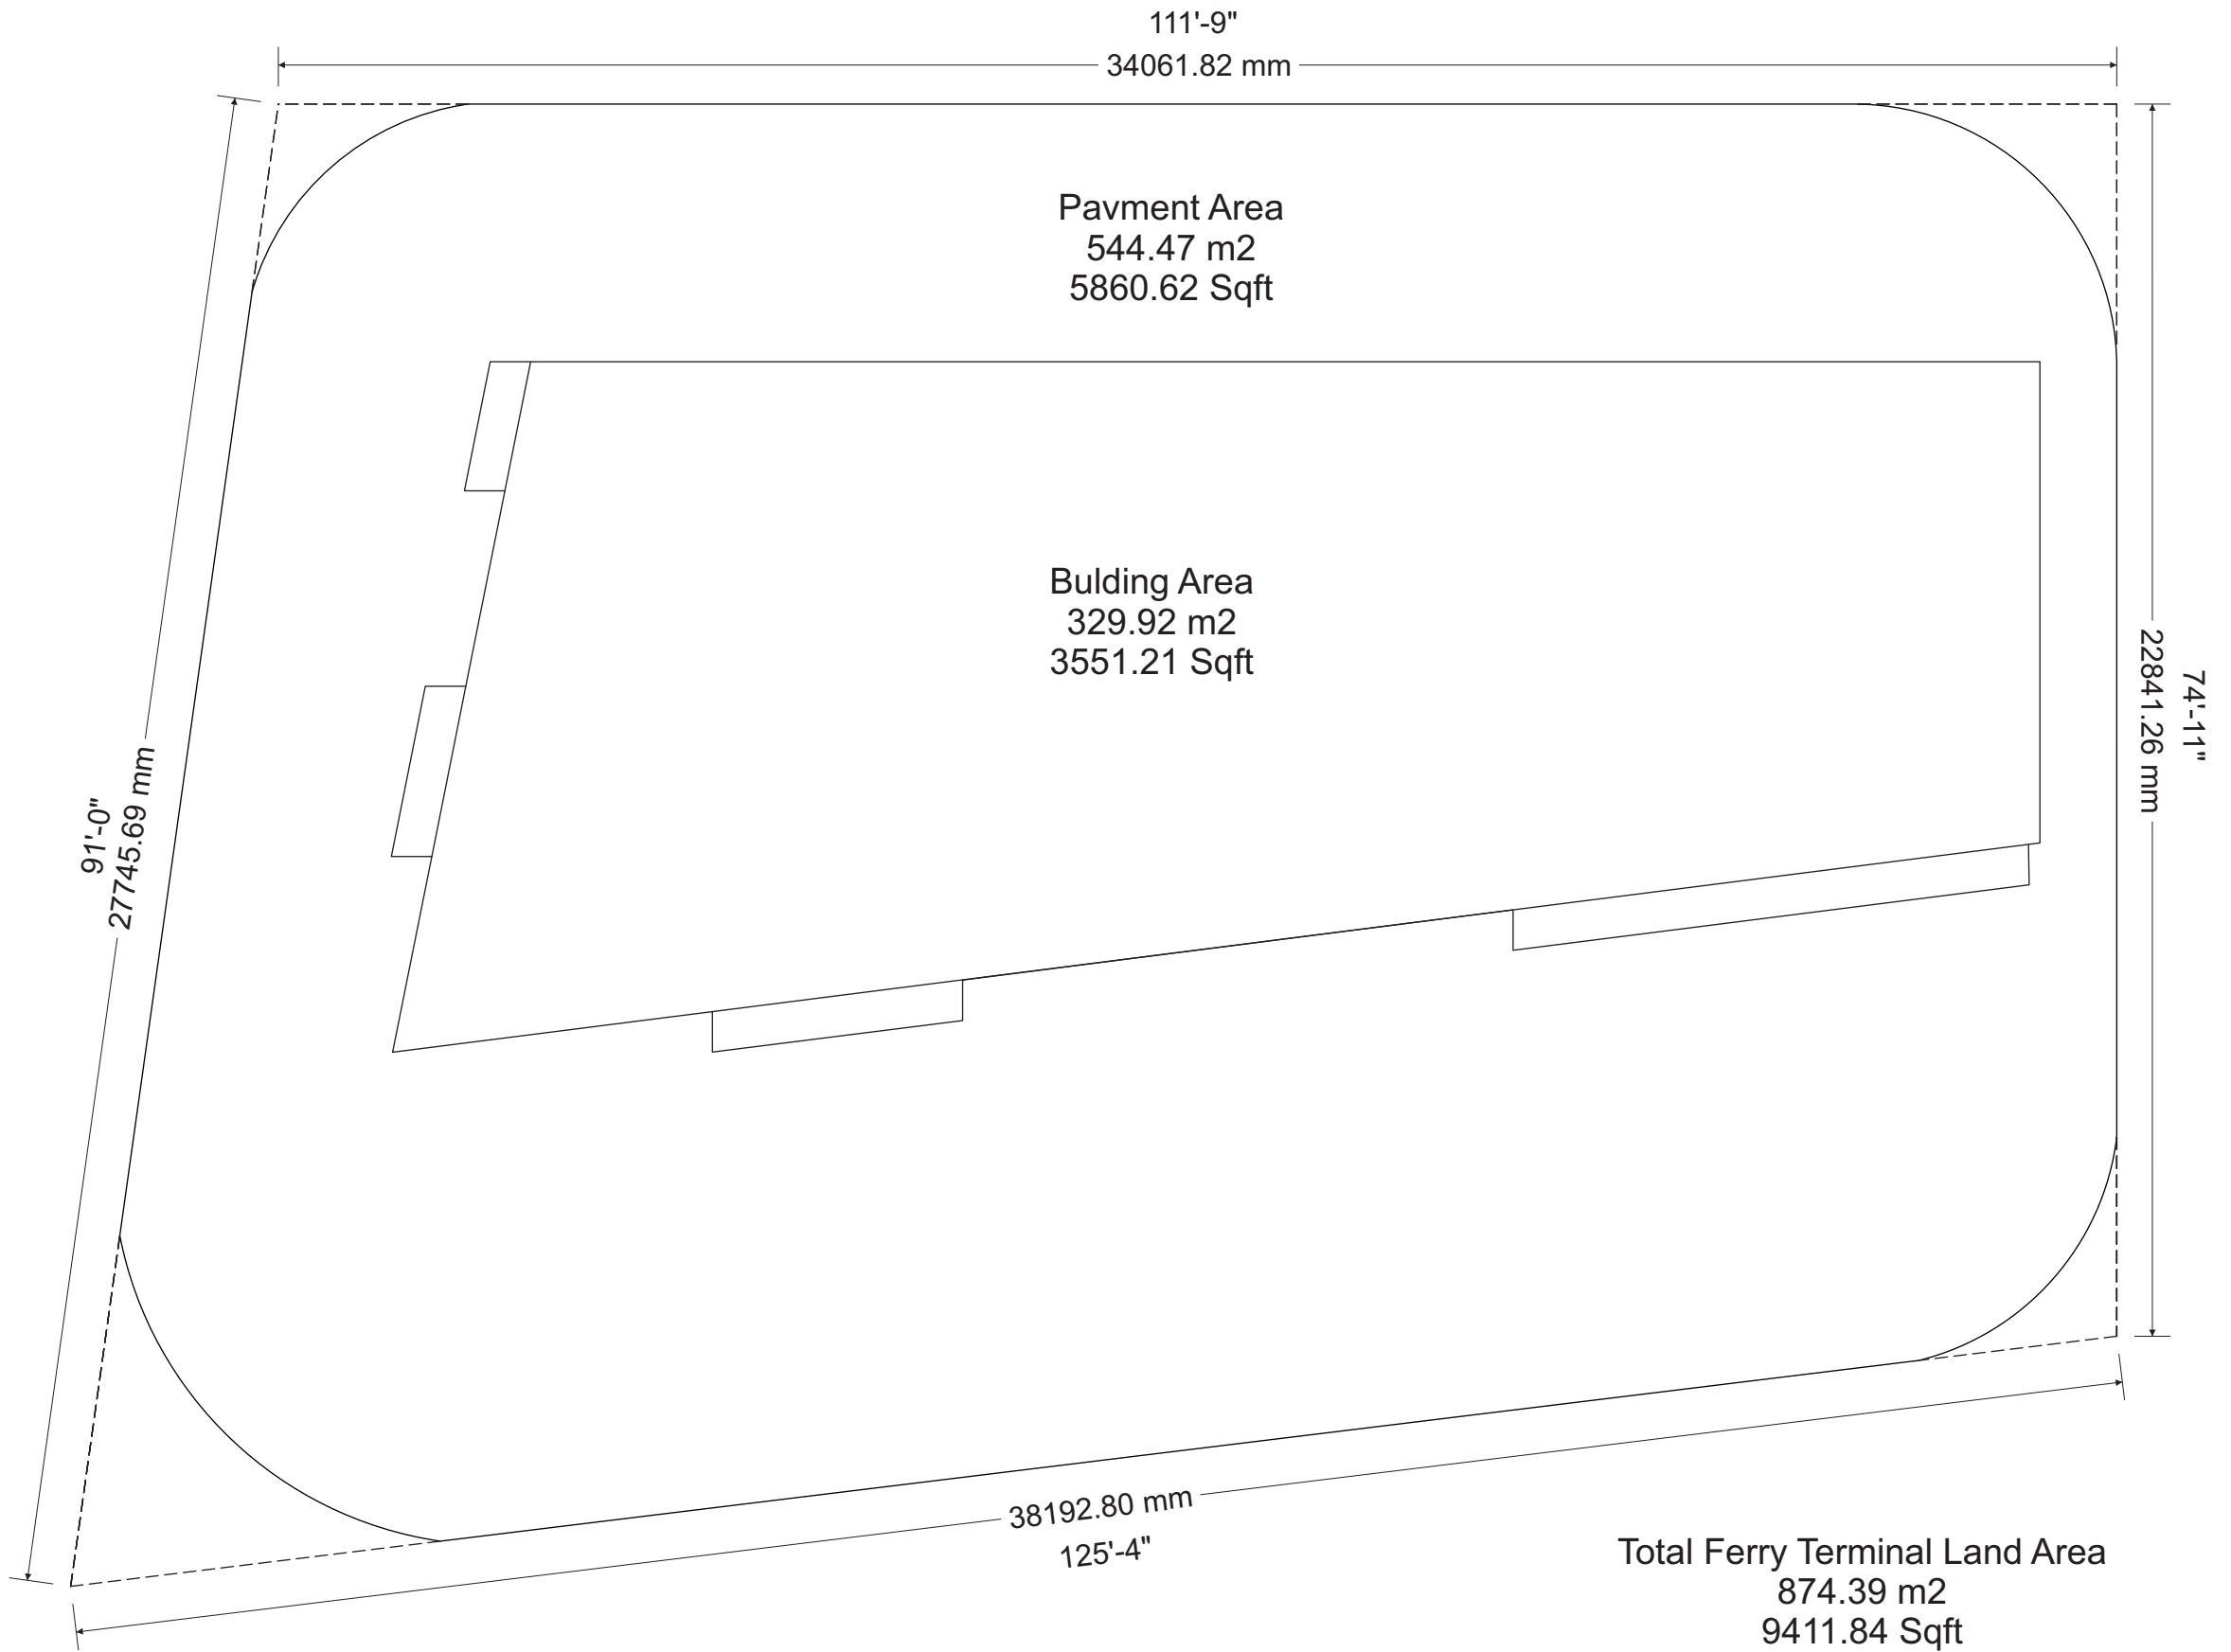 111'-9"
34061.82 mm
Pavment Area
544.47 m2
5860.62 Sqft
Bulding Area
329.92 m2
3551.21 Sqft
74'-11"
22841.26 mm
91'-0"
27745.69 mm
38192.80 mm
125'-4"
Total Ferry Terminal Land Area
874.39 m2
9411.84 Sqft